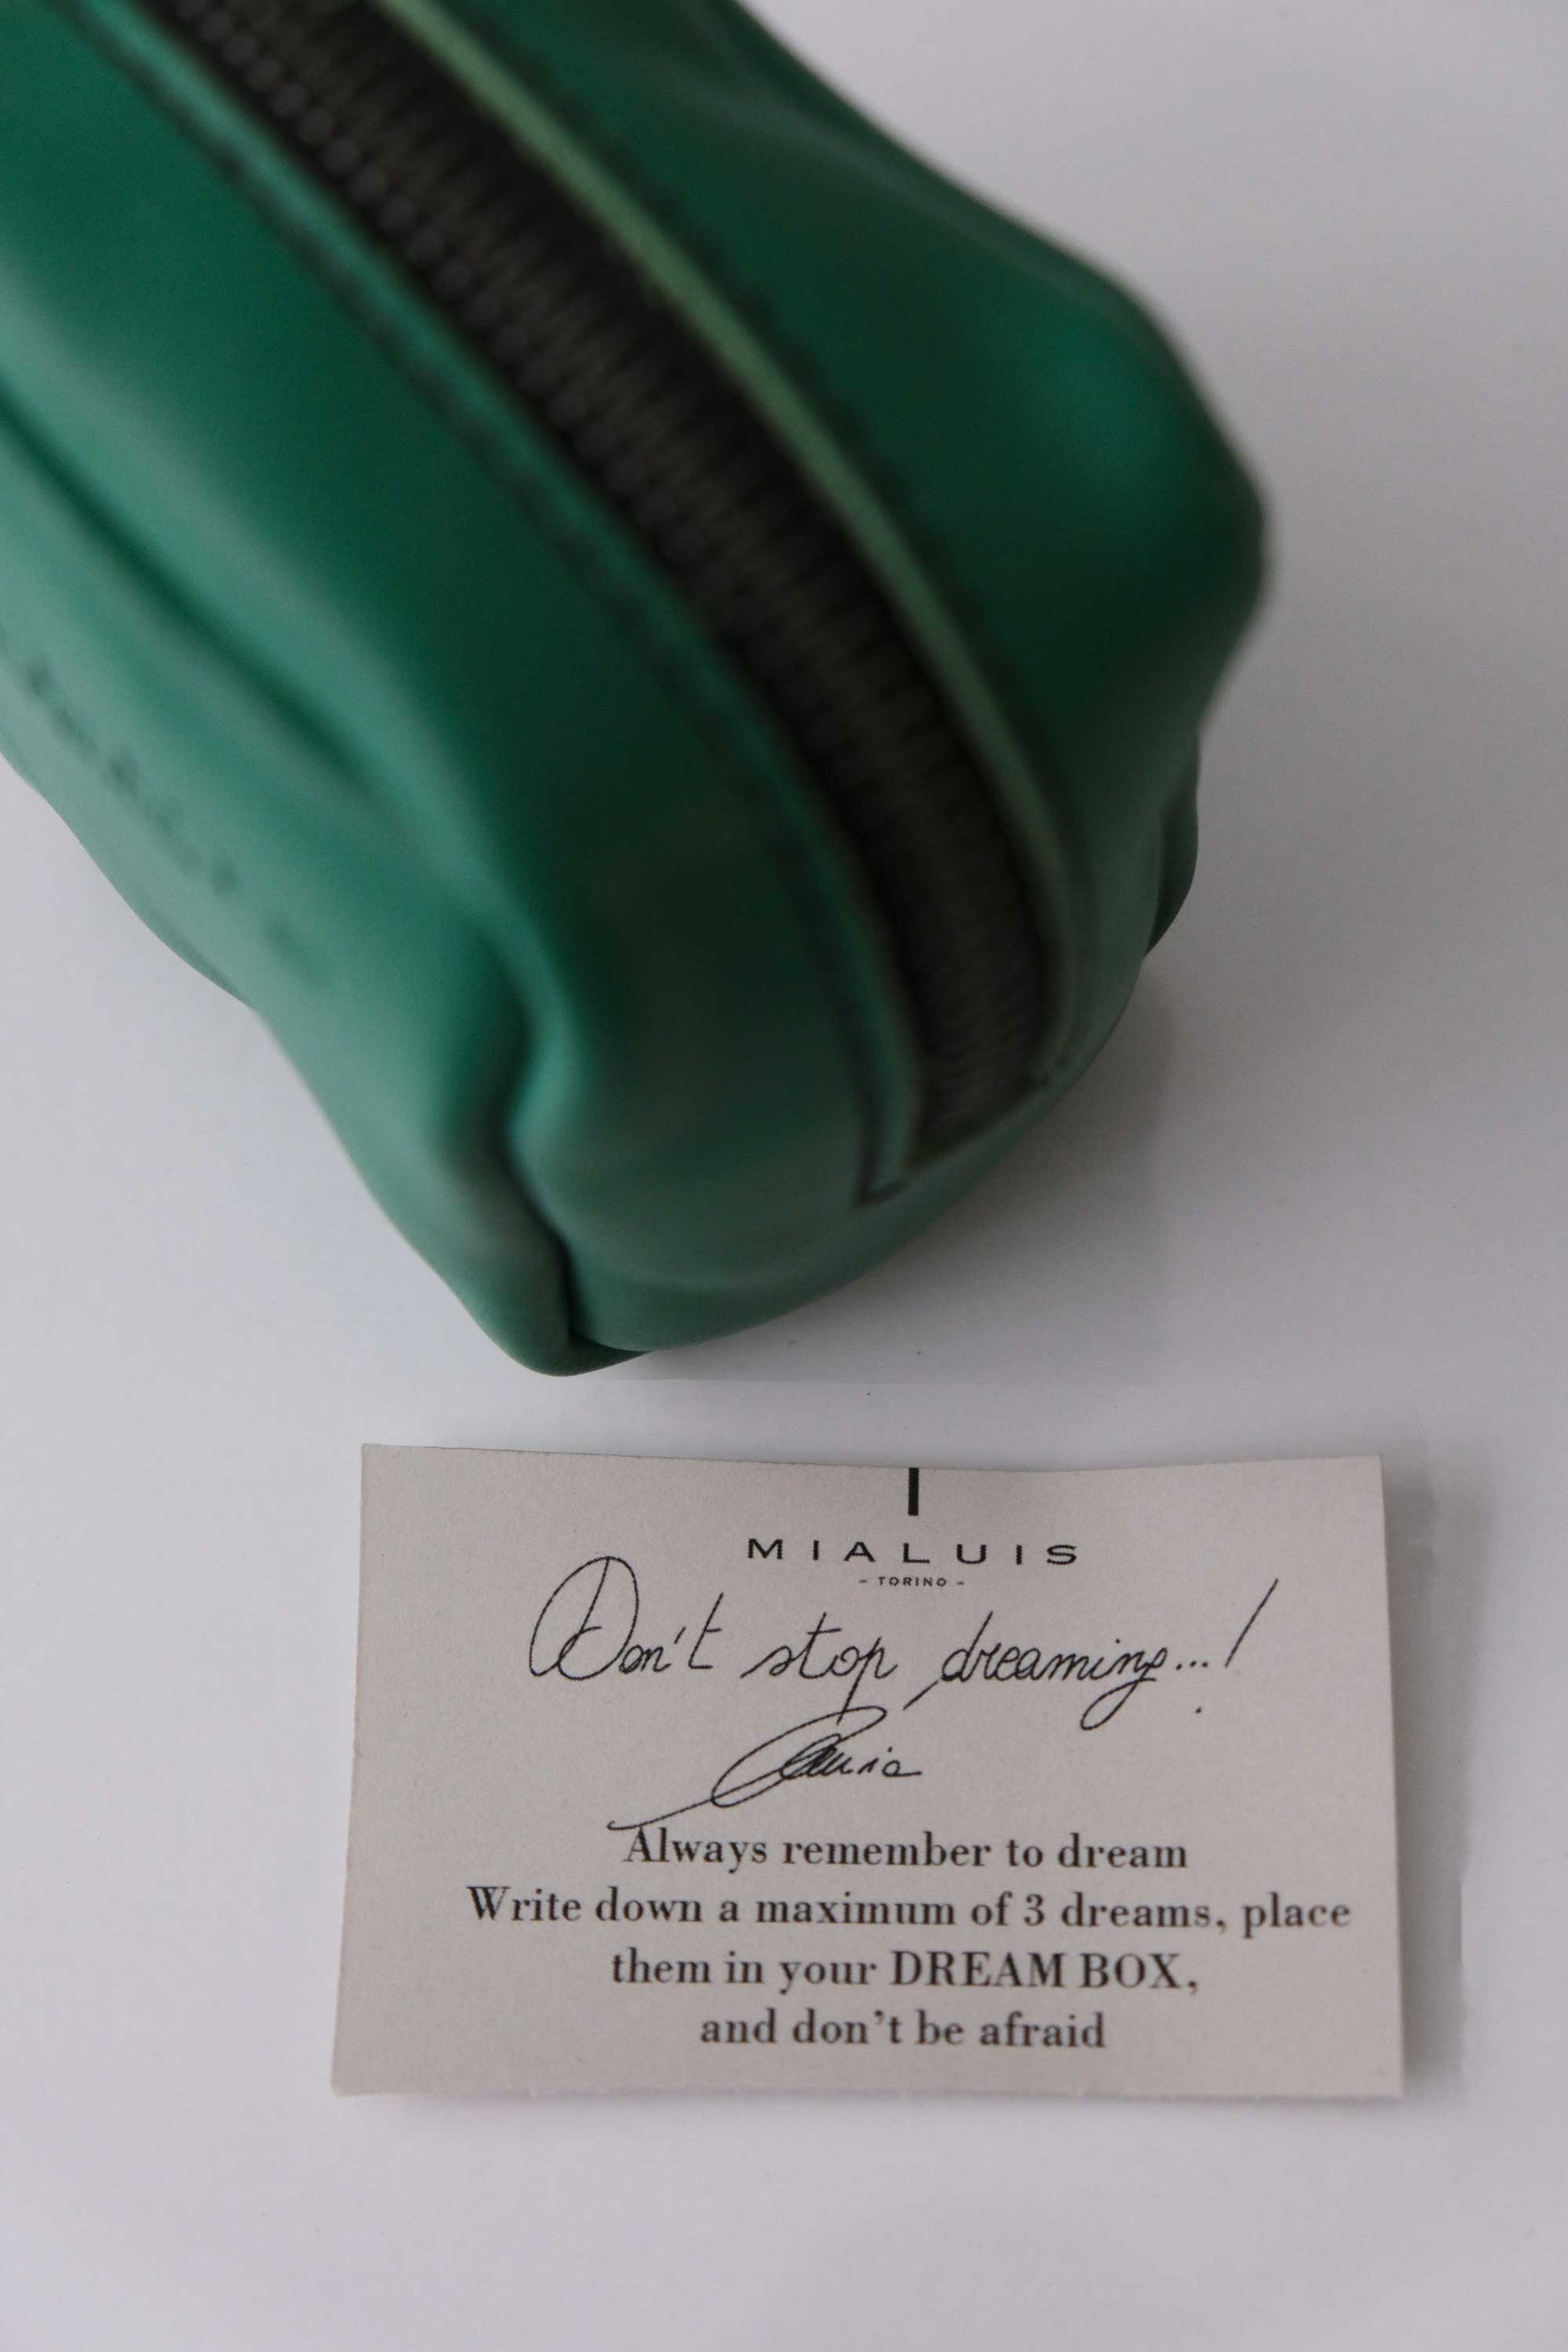 MIALUIS
- TORINO -
Don't stop dreaming...!
Always remember to dream
Write down a maximum of 3 dreams, place
them in your DREAM BOX,
and don't be afraid